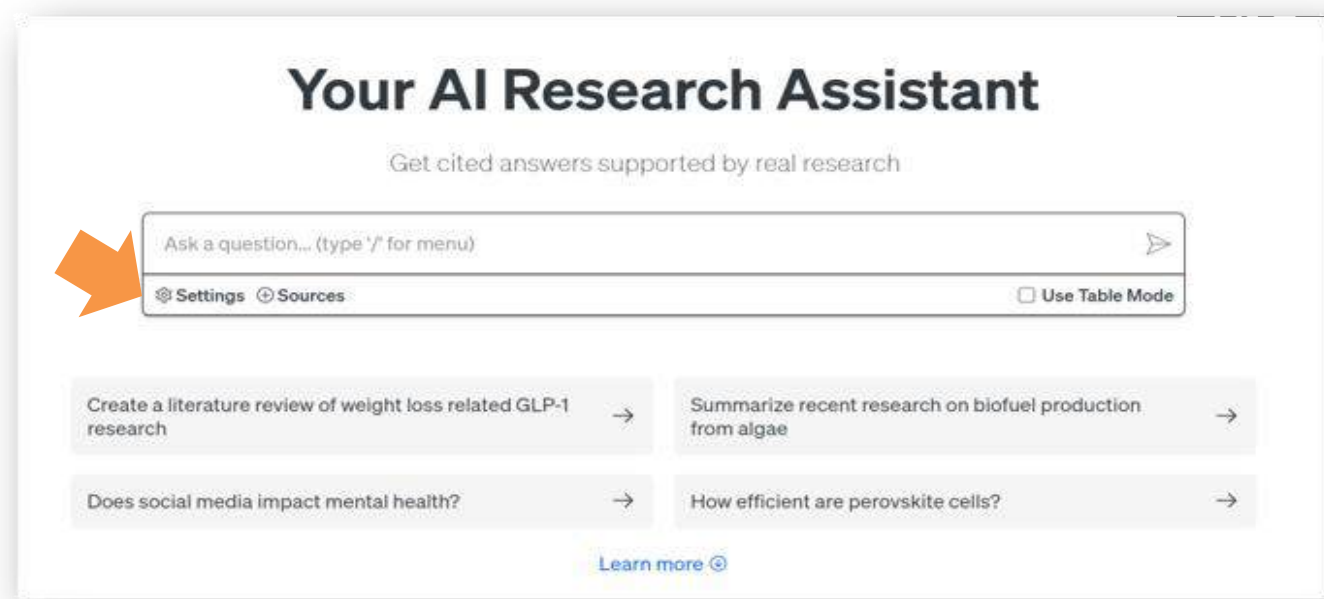 Your AI Research Assistant
Get cited answers supported by real research
Ask a question... (type '/' for menu)
Settings Sources Use Table Mode
Create a literature review of weight loss related GLP-1
research
Summarize recent research on biofuel production
from algae
Does social media impact mental health?
How efficient are perovskite cells?
Learn more